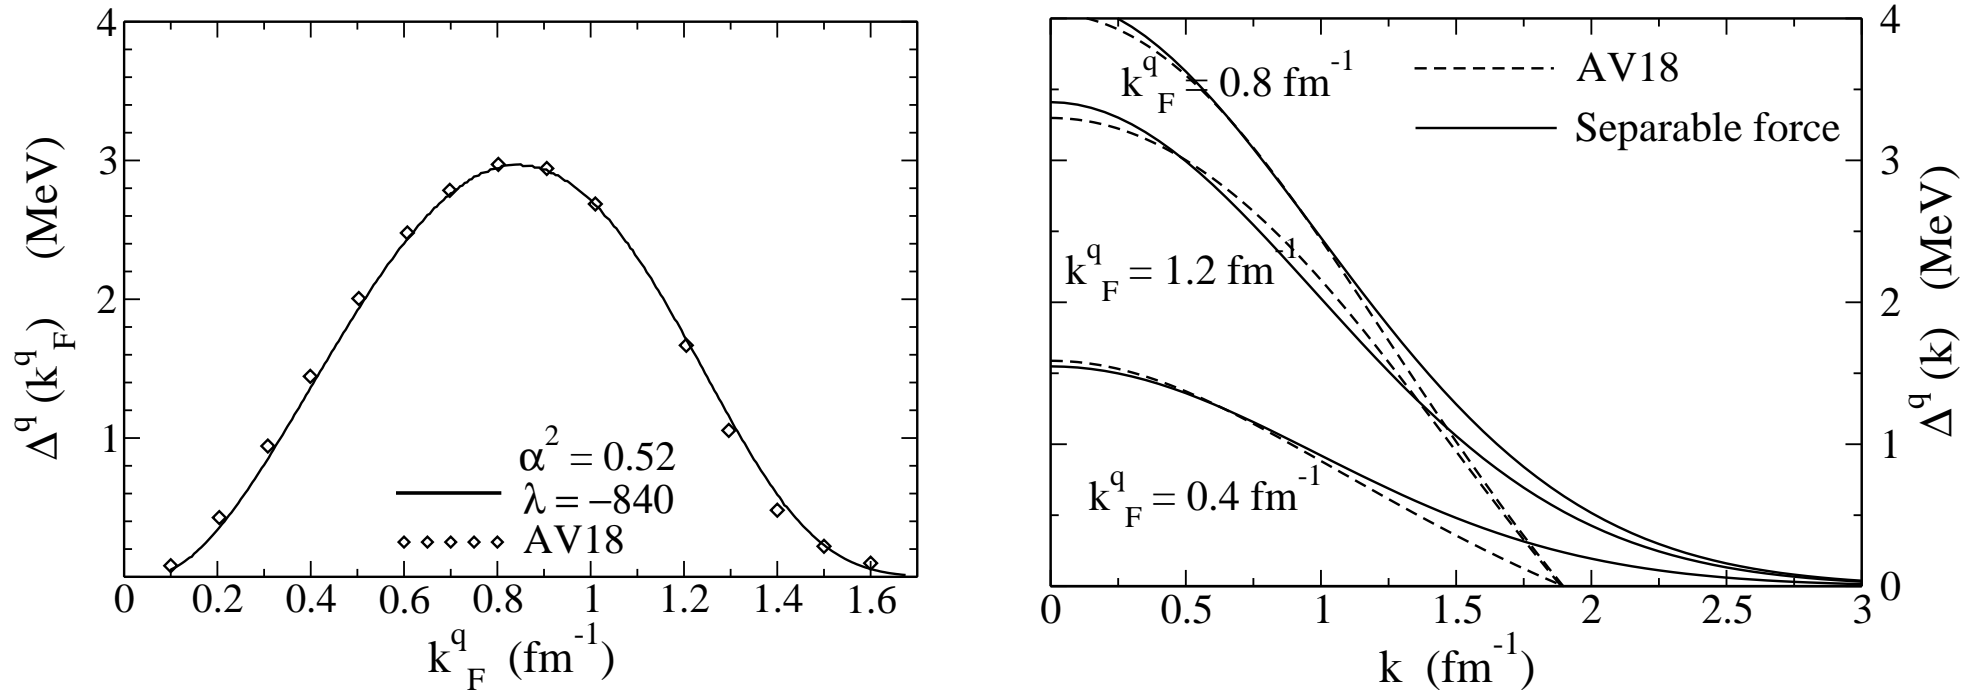 4
3
2
1
0 0.2 0.4 0.6 0.8 1 1.2 1.4 1.6
Δ^q (k^q_F) (MeV)
k^q_F (fm^-1)
α^2 = 0.52
λ = −840
AV18
k^q_F = 0.8 fm^-1
k^q_F = 1.2 fm^-1
k^q_F = 0.4 fm^-1
AV18
Separable force
4
3
2
1
0
0 0.5 1 1.5 2 2.5 3
k (fm^-1)
Δ^q (k) (MeV)